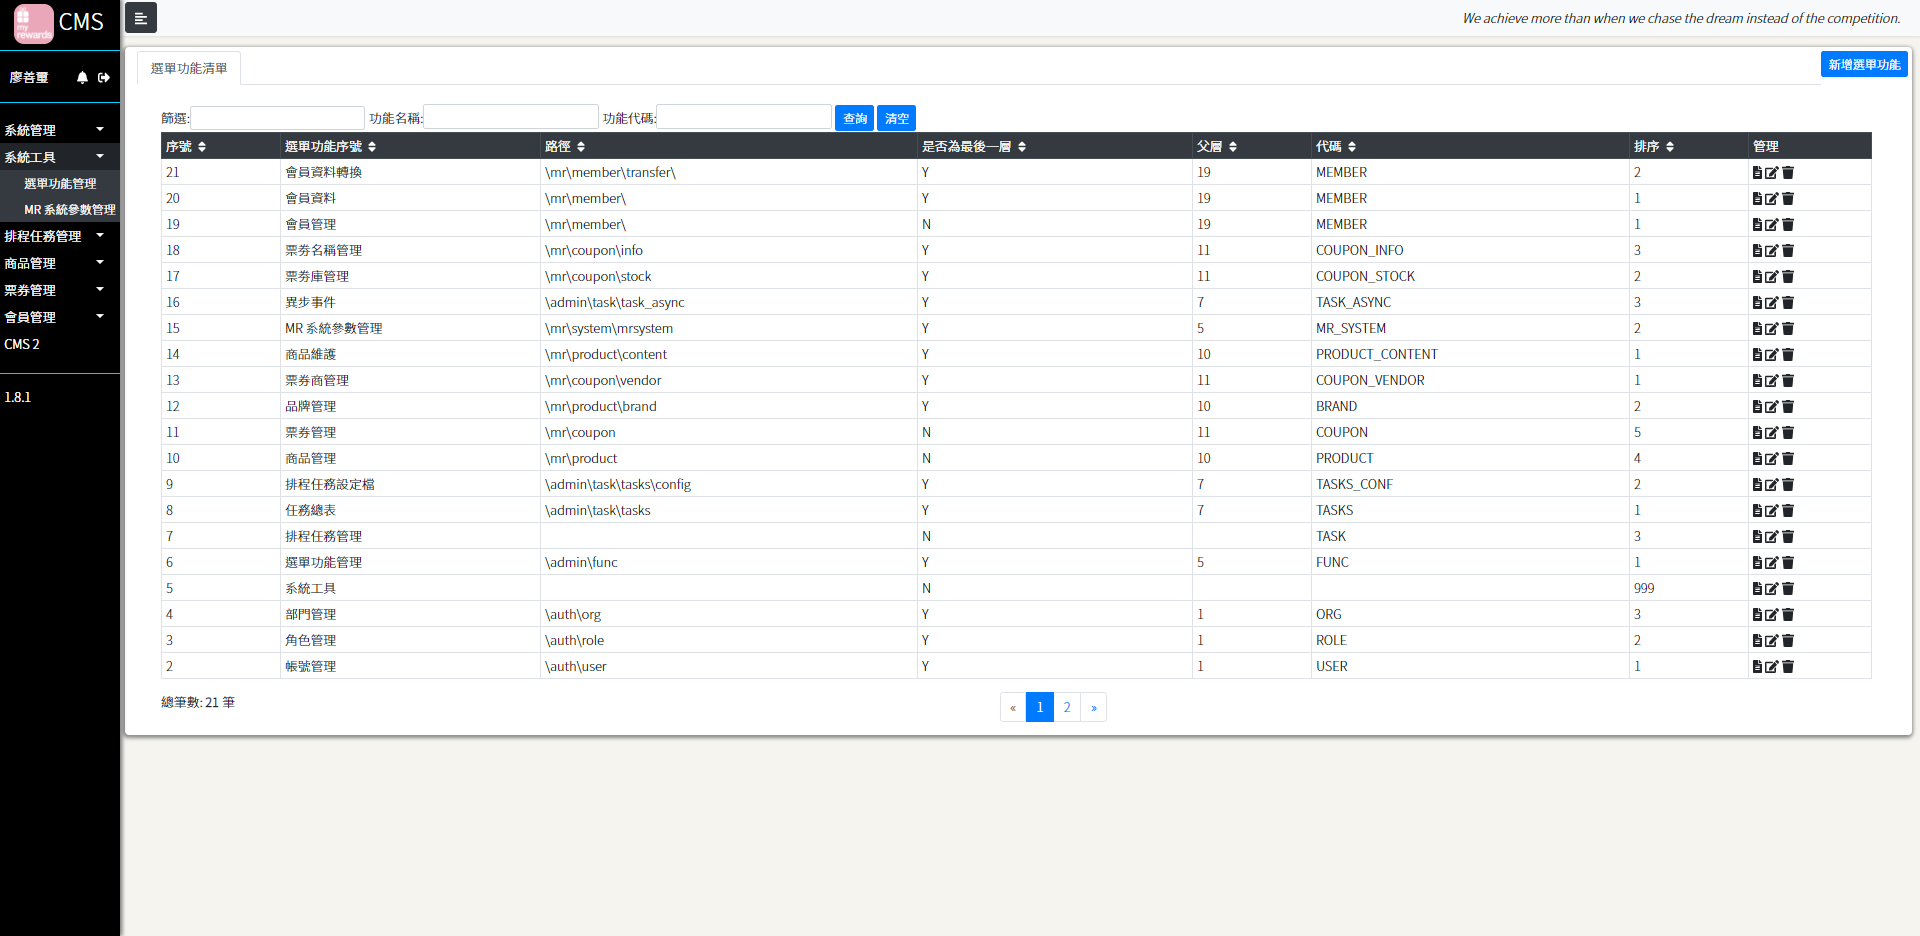 my
rewards
CMS
We achieve more than when we chase the dream instead of the competition.
廖善璽
系統管理
系統工具
選單功能管理
MR 系統參數管理
排程任務管理
商品管理
票券管理
會員管理
CMS 2
1.8.1
選單功能清單
新增選單功能
篩選: 功能名稱: 功能代碼: 查詢 清空
序號 選單功能序號 路徑 是否為最後一層 父層 代碼 排序 管理
21 會員資料轉換 \mr\member\transfer\ Y 19 MEMBER 2
20 會員資料 \mr\member\ Y 19 MEMBER 1
19 會員管理 \mr\member\ N 19 MEMBER 1
18 票券名稱管理 \mr\coupon\info Y 11 COUPON_INFO 3
17 票券庫管理 \mr\coupon\stock Y 11 COUPON_STOCK 2
16 異步事件 \admin\task\task_async Y 7 TASK_ASYNC 3
15 MR 系統參數管理 \mr\system\mrsystem Y 5 MR_SYSTEM 2
14 商品維護 \mr\product\content Y 10 PRODUCT_CONTENT 1
13 票券商管理 \mr\coupon\vendor Y 11 COUPON_VENDOR 1
12 品牌管理 \mr\product\brand Y 10 BRAND 2
11 票券管理 \mr\coupon N 11 COUPON 5
10 商品管理 \mr\product N 10 PRODUCT 4
9 排程任務設定檔 \admin\task\tasks\config Y 7 TASKS_CONF 2
8 任務總表 \admin\task\tasks Y 7 TASKS 1
7 排程任務管理 N TASK 3
6 選單功能管理 \admin\func Y 5 FUNC 1
5 系統工具 N 999
4 部門管理 \auth\org Y 1 ORG 3
3 角色管理 \auth\role Y 1 ROLE 2
2 帳號管理 \auth\user Y 1 USER 1
總筆數: 21 筆
« 1 2 »